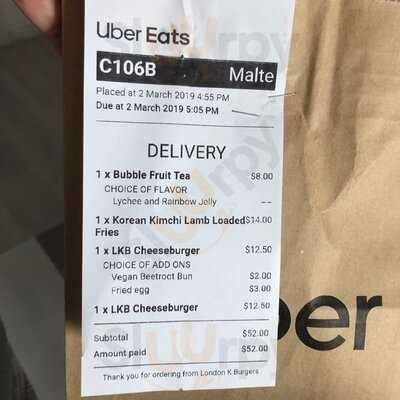 Uber Eats
C106B Malte
Placed at 2 March 2019 4:55 PM
Due at 2 March 2019 5:05 PM
DELIVERY
1 x Bubble Fruit Tea $8.00
CHOICE OF FLAVOR
Lychee and Rainbow Jelly --
1 x Korean Kimchi Lamb Loaded $14.00
Fries
1 x LKB Cheeseburger $12.50
CHOICE OF ADD ONS
Vegan Beetroot Bun $2.00
Fried egg $3.00
1 x LKB Cheeseburger $12.50
Subtotal $52.00
Amount paid $52.00
Thank you for ordering from London K Burgers
ber
Sluurpy
Sluurpy
Sluurpy